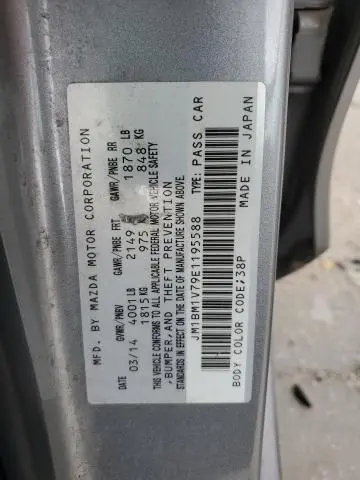 MFD. BY MAZDA MOTOR CORPORATION
DATE GVWR/PNBV GAWR/PNBE FRT GAWR/PNBE RR
03/14 4001 LB 2149 1870 LB
1815 KG 975 848 KG
THIS VEHICLE CONFORMS TO ALL APPLICABLE FEDERAL MOTOR VEHICLE SAFETY
, BUMPER, AND THEFT PREVENTION
STANDARDS IN EFFECT ON THE DATE OF MANUFACTURE SHOWN ABOVE.
JM1BM1V79E1195588 TYPE: PASS CAR
BODY COLOR CODE:38P MADE IN JAPAN